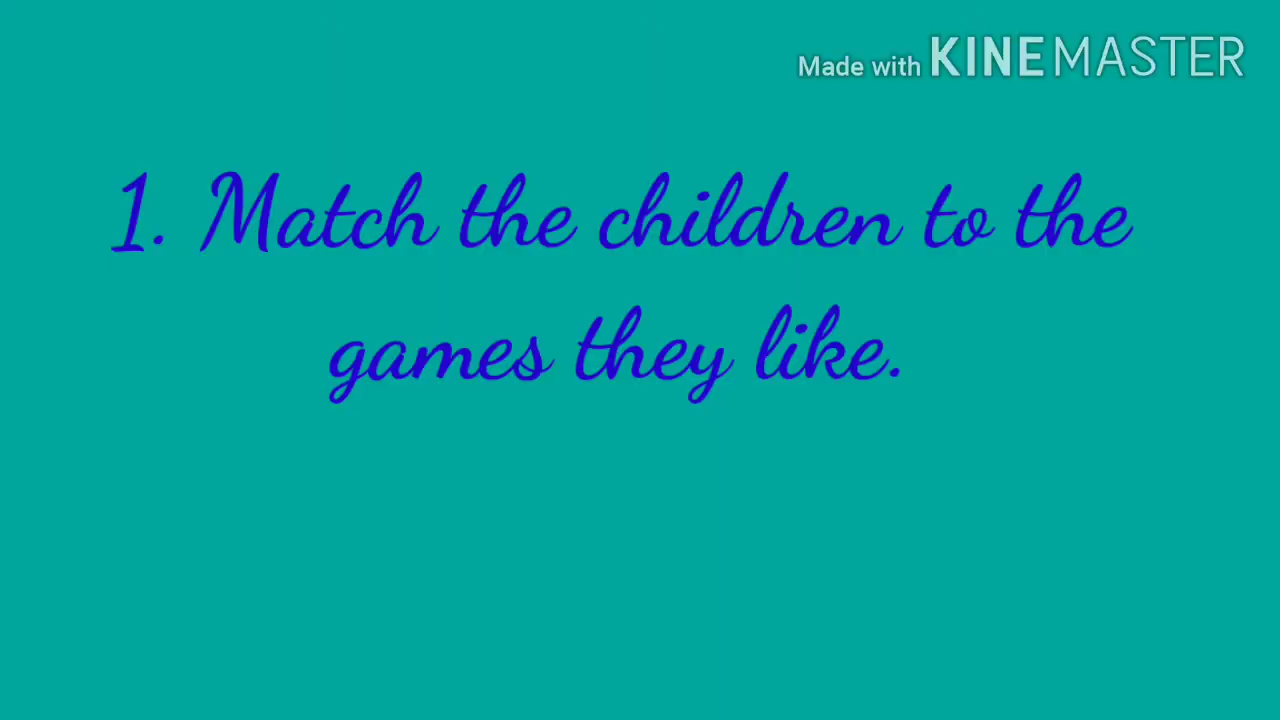 Made with KINEMASTER
1. Match the children to the
games they like.